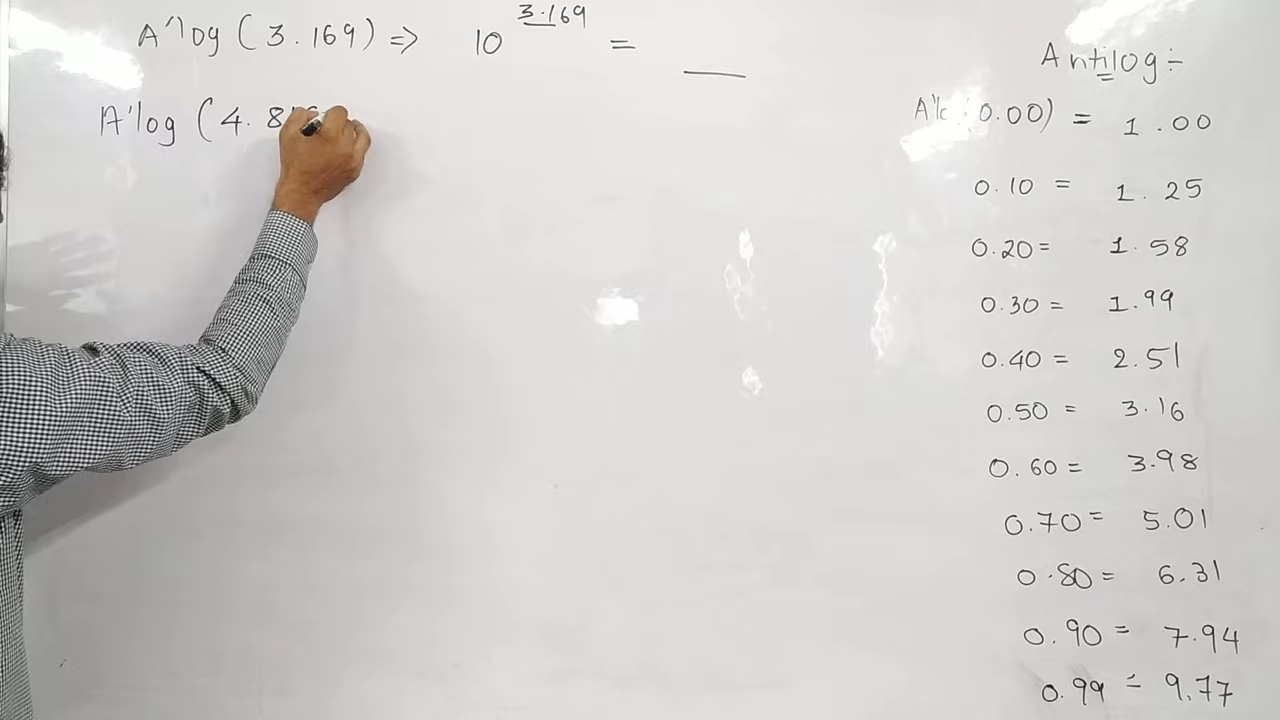 A'log (3.169) => 10^3.169 = __
A'log (4.8
Antilog ÷
(0.00) = 1.00
0.10 = 1.25
0.20 = 1.58
0.30 = 1.99
0.40 = 2.51
0.50 = 3.16
0.60 = 3.98
0.70 = 5.01
0.80 = 6.31
0.90 = 7.94
0.99 = 9.77